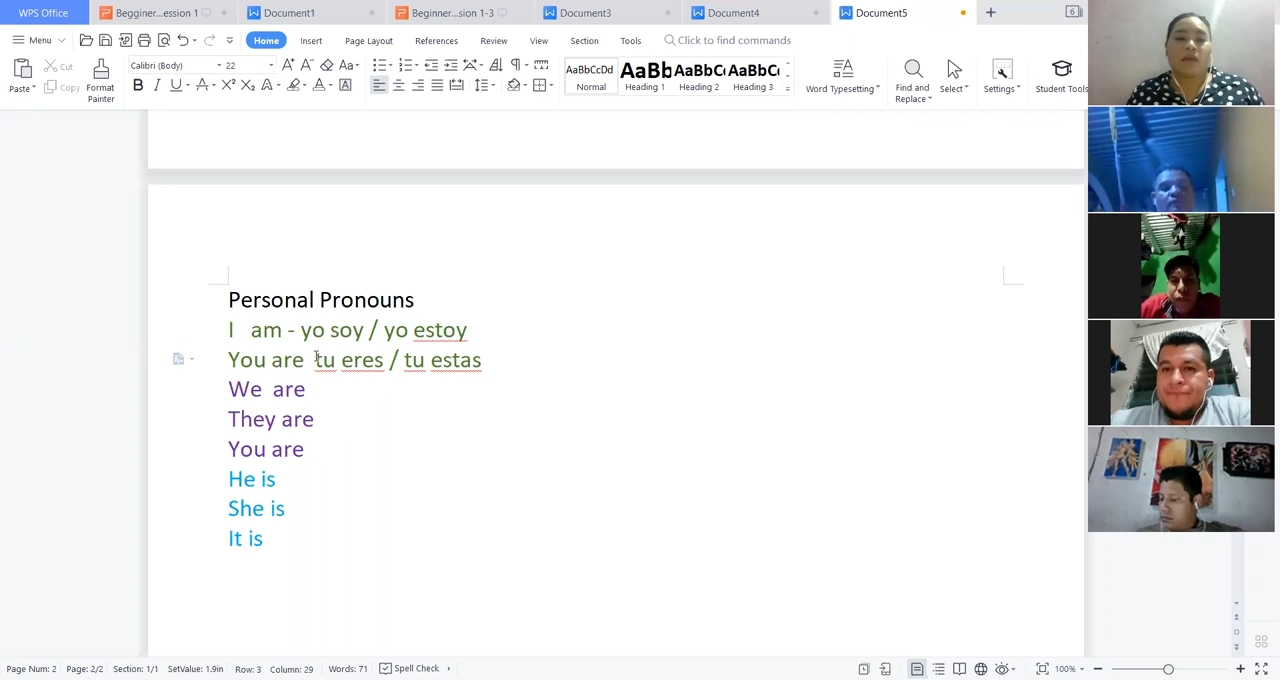 WPS Office
Begginer...ession 1
Document1
Beginner...sion 1-3
Document3
Document4
Document5
6
Menu
Home
Insert
Page Layout
References
Review
View
Section
Tools
Click to find commands
Paste
Cut
Copy
Format Painter
Calibri (Body)
22
AaBbCcDd
Normal
AaBb
Heading 1
AaBbCc
Heading 2
AaBbCc
Heading 3
Word Typesetting
Find and Replace
Select
Settings
Student Tools
Personal Pronouns
I am - yo soy / yo estoy
You are tu eres / tu estas
We are
They are
You are
He is
She is
It is
Page Num: 2 Page: 2/2 Section: 1/1 SetValue: 1.9in Row: 3 Column: 29 Words: 71 Spell Check 100%